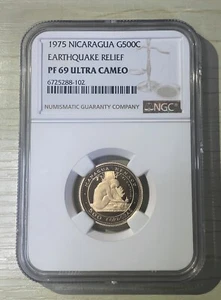 1975 NICARAGUA G500C
EARTHQUAKE RELIEF
PF 69 ULTRA CAMEO
6725288-102
NUMISMATIC GUARANTY COMPANY
NGC